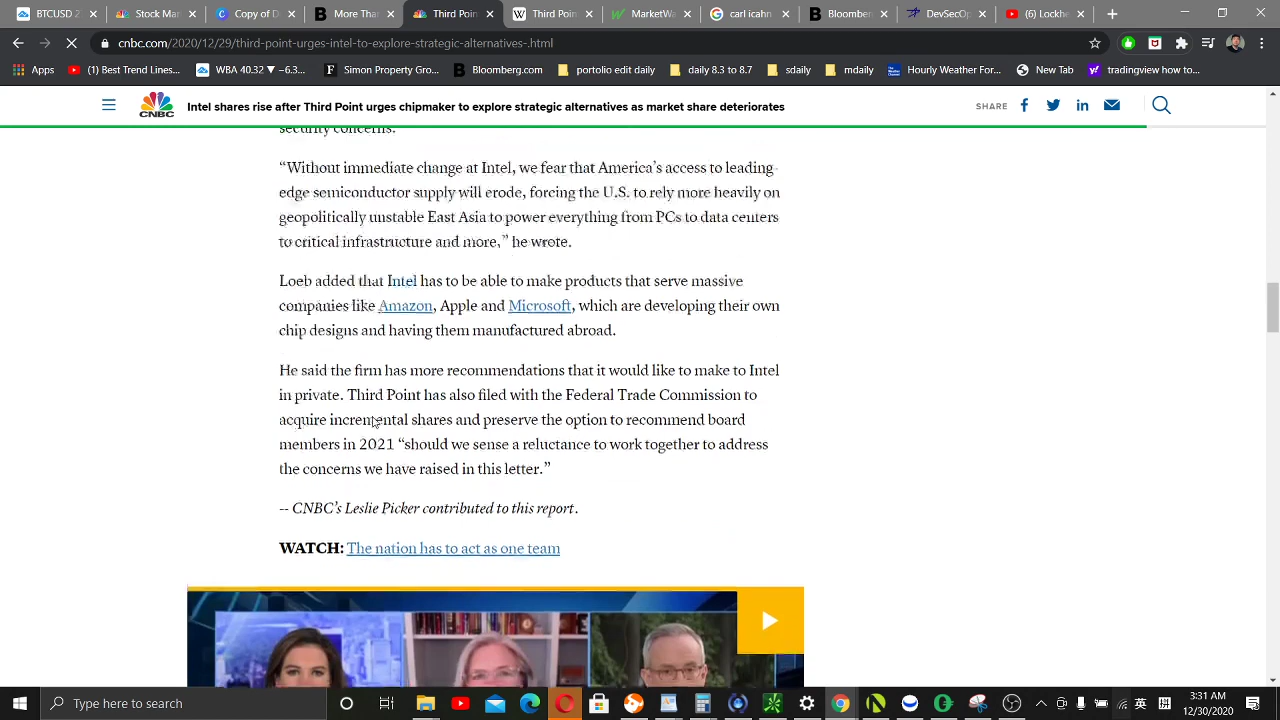 BTCUSD 2
Stock Mar
Copy of D
Bitcoin Ha
Third Poin
Third Poin
MarketWa
carl icahn
Bloomberg
DevSecOp
(1) Lockhe
cnbc.com/2020/12/29/third-point-urges-intel-to-explore-strategic-alternatives-.html
Apps
(1) Best Trend Lines...
WBA 40.32 ▼ −6.3...
Simon Property Gro...
Bloomberg.com
portolio edit daily
daily 8.3 to 8.7
sdaily
mdaily
Hourly Weather For...
New Tab
tradingview how to...
CNBC
Intel shares rise after Third Point urges chipmaker to explore strategic alternatives as market share deteriorates
SHARE
security concerns.
“Without immediate change at Intel, we fear that America’s access to leading
edge semiconductor supply will erode, forcing the U.S. to rely more heavily on
geopolitically unstable East Asia to power everything from PCs to data centers
to critical infrastructure and more,” he wrote.
Loeb added that Intel has to be able to make products that serve massive
companies like Amazon, Apple and Microsoft, which are developing their own
chip designs and having them manufactured abroad.
He said the firm has more recommendations that it would like to make to Intel
in private. Third Point has also filed with the Federal Trade Commission to
acquire incremental shares and preserve the option to recommend board
members in 2021 “should we sense a reluctance to work together to address
the concerns we have raised in this letter.”
-- CNBC’s Leslie Picker contributed to this report.
WATCH: The nation has to act as one team
Type here to search
英
拼
3:31 AM
12/30/2020